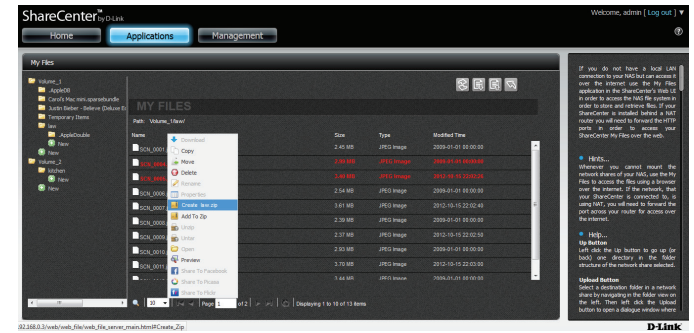 ShareCenter™ by D-Link
Welcome, admin [ Log out ] ▼
Home
Applications
Management
My Files
Volume_1
.AppleDB
Carol's Mac mini.sparsebundle
Justin Bieber - Believe (Deluxe E
Temporary Items
law
.AppleDouble
New
New
Volume_2
kitchen
New
New
MY FILES
Path: Volume_1/law/
Name Size Type Modified Time
SCN_0001. 2.45 MB JPEG Image 2009-01-01 00:00:00
SCN_0004. JPEG Image 2009-01-01 00:00:00
SCN_0005. JPEG Image 2012-10-15
SCN_0006. 2.54 MB JPEG Image 2009-01-01 00:00:00
SCN_0007. 3.61 MB JPEG Image 2012-10-15 22:02:40
SCN_0008. 2.39 MB JPEG Image 2009-01-01 00:00:00
SCN_0009. 2.37 MB JPEG Image 2012-10-15 22:02:50
SCN_0010. 2.93 MB JPEG Image 2009-01-01 00:00:00
SCN_0011. 3.70 MB JPEG Image 2012-10-15 22:03:00
3.44 MB JPEG Image 2009-01-01 00:00:00
Download
Copy
Move
Delete
Rename
Properties
Create law.zip
Add To Zip
Unzip
Untar
Open
Preview
Share To Facebook
Share To Picasa
Share To Flickr
10 Page 1 of 2 Displaying 1 to 10 of 13 items
If you do not have a local LAN
connection to your NAS but can access it
over the internet use the My Files
application in the ShareCenter's Web UI
in order to access the NAS file system in
order to store and retrieve files. If your
ShareCenter is installed behind a NAT
router you will need to forward the HTTP
ports in order to access your
ShareCenter My Files over the web.
Hints...
Whenever you cannot mount the
network shares of your NAS, use the My
Files to access the files using a browser
over the internet. If the network, that
your ShareCenter is connected to, is
using NAT, you will need to forward the
port across your router for access over
the internet.
Help...
Up Button
Left click the Up button to go up (or
back) one directory in the folder
structure of the network share selected.
Upload Button
Select a destination folder in a network
share by navigating in the folder view on
the left. Then left click the Upload
button to open a dialogue window where
.92.168.0.3/web/web_file/web_file_server_main.html#Create_Zip
D-Link